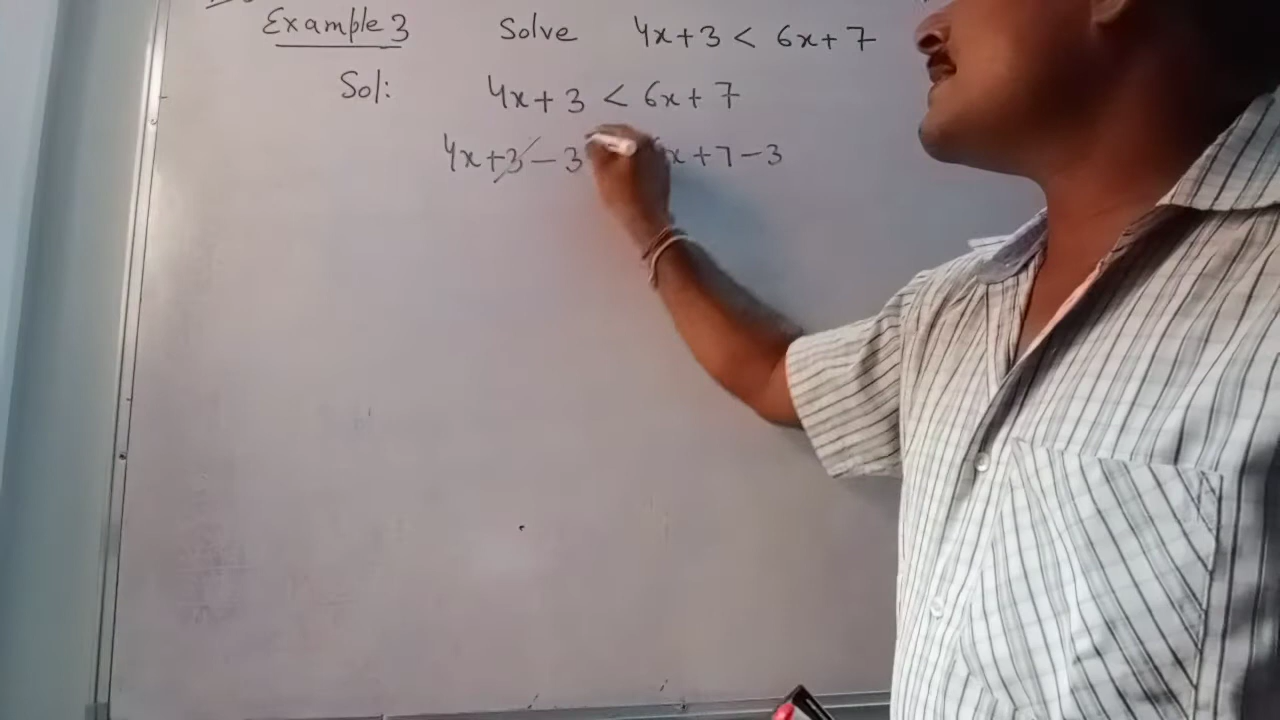 Example 3 Solve 4x+3 < 6x+7
Sol: 4x+3 < 6x+7
4x+3-3 x+7-3